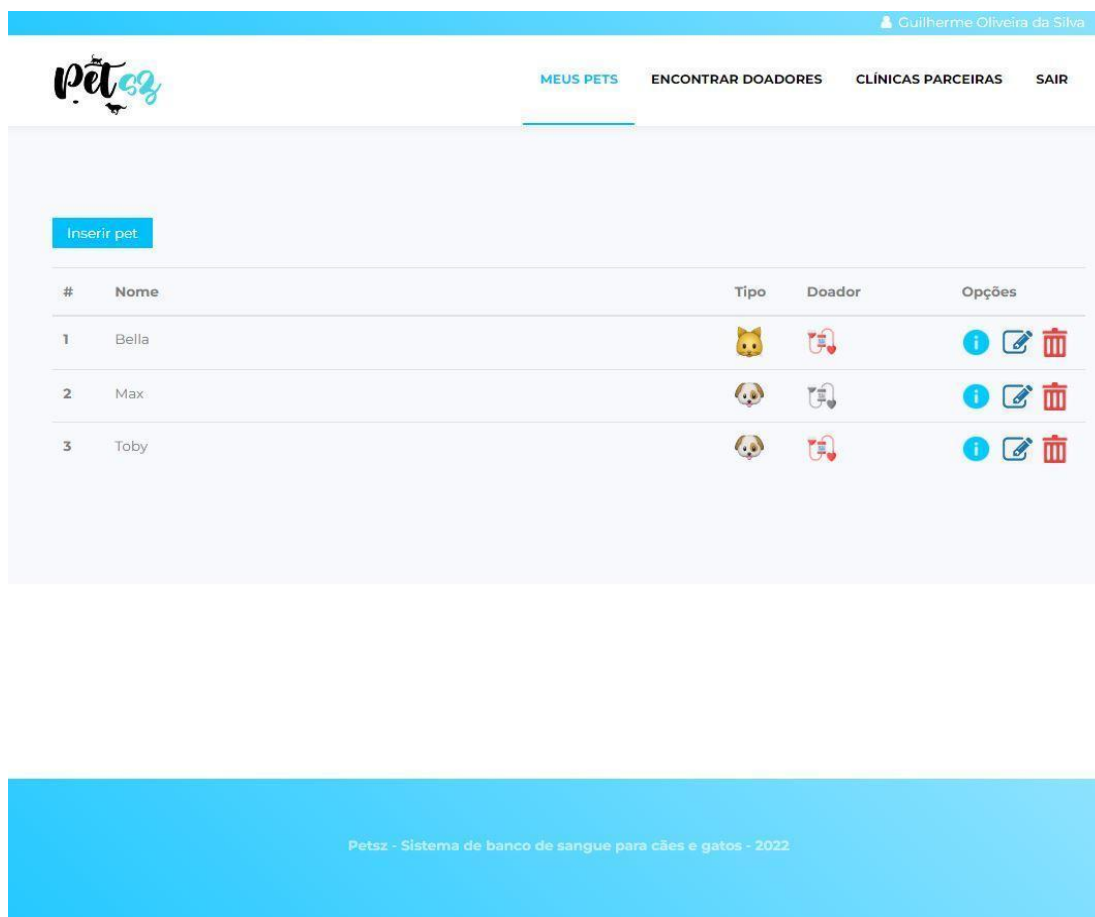 Guilherme Oliveira da Silva
petsz
MEUS PETS ENCONTRAR DOADORES CLÍNICAS PARCEIRAS SAIR
Inserir pet
# Nome Tipo Doador Opções
1 Bella
2 Max
3 Toby
Petsz - Sistema de banco de sangue para cães e gatos - 2022